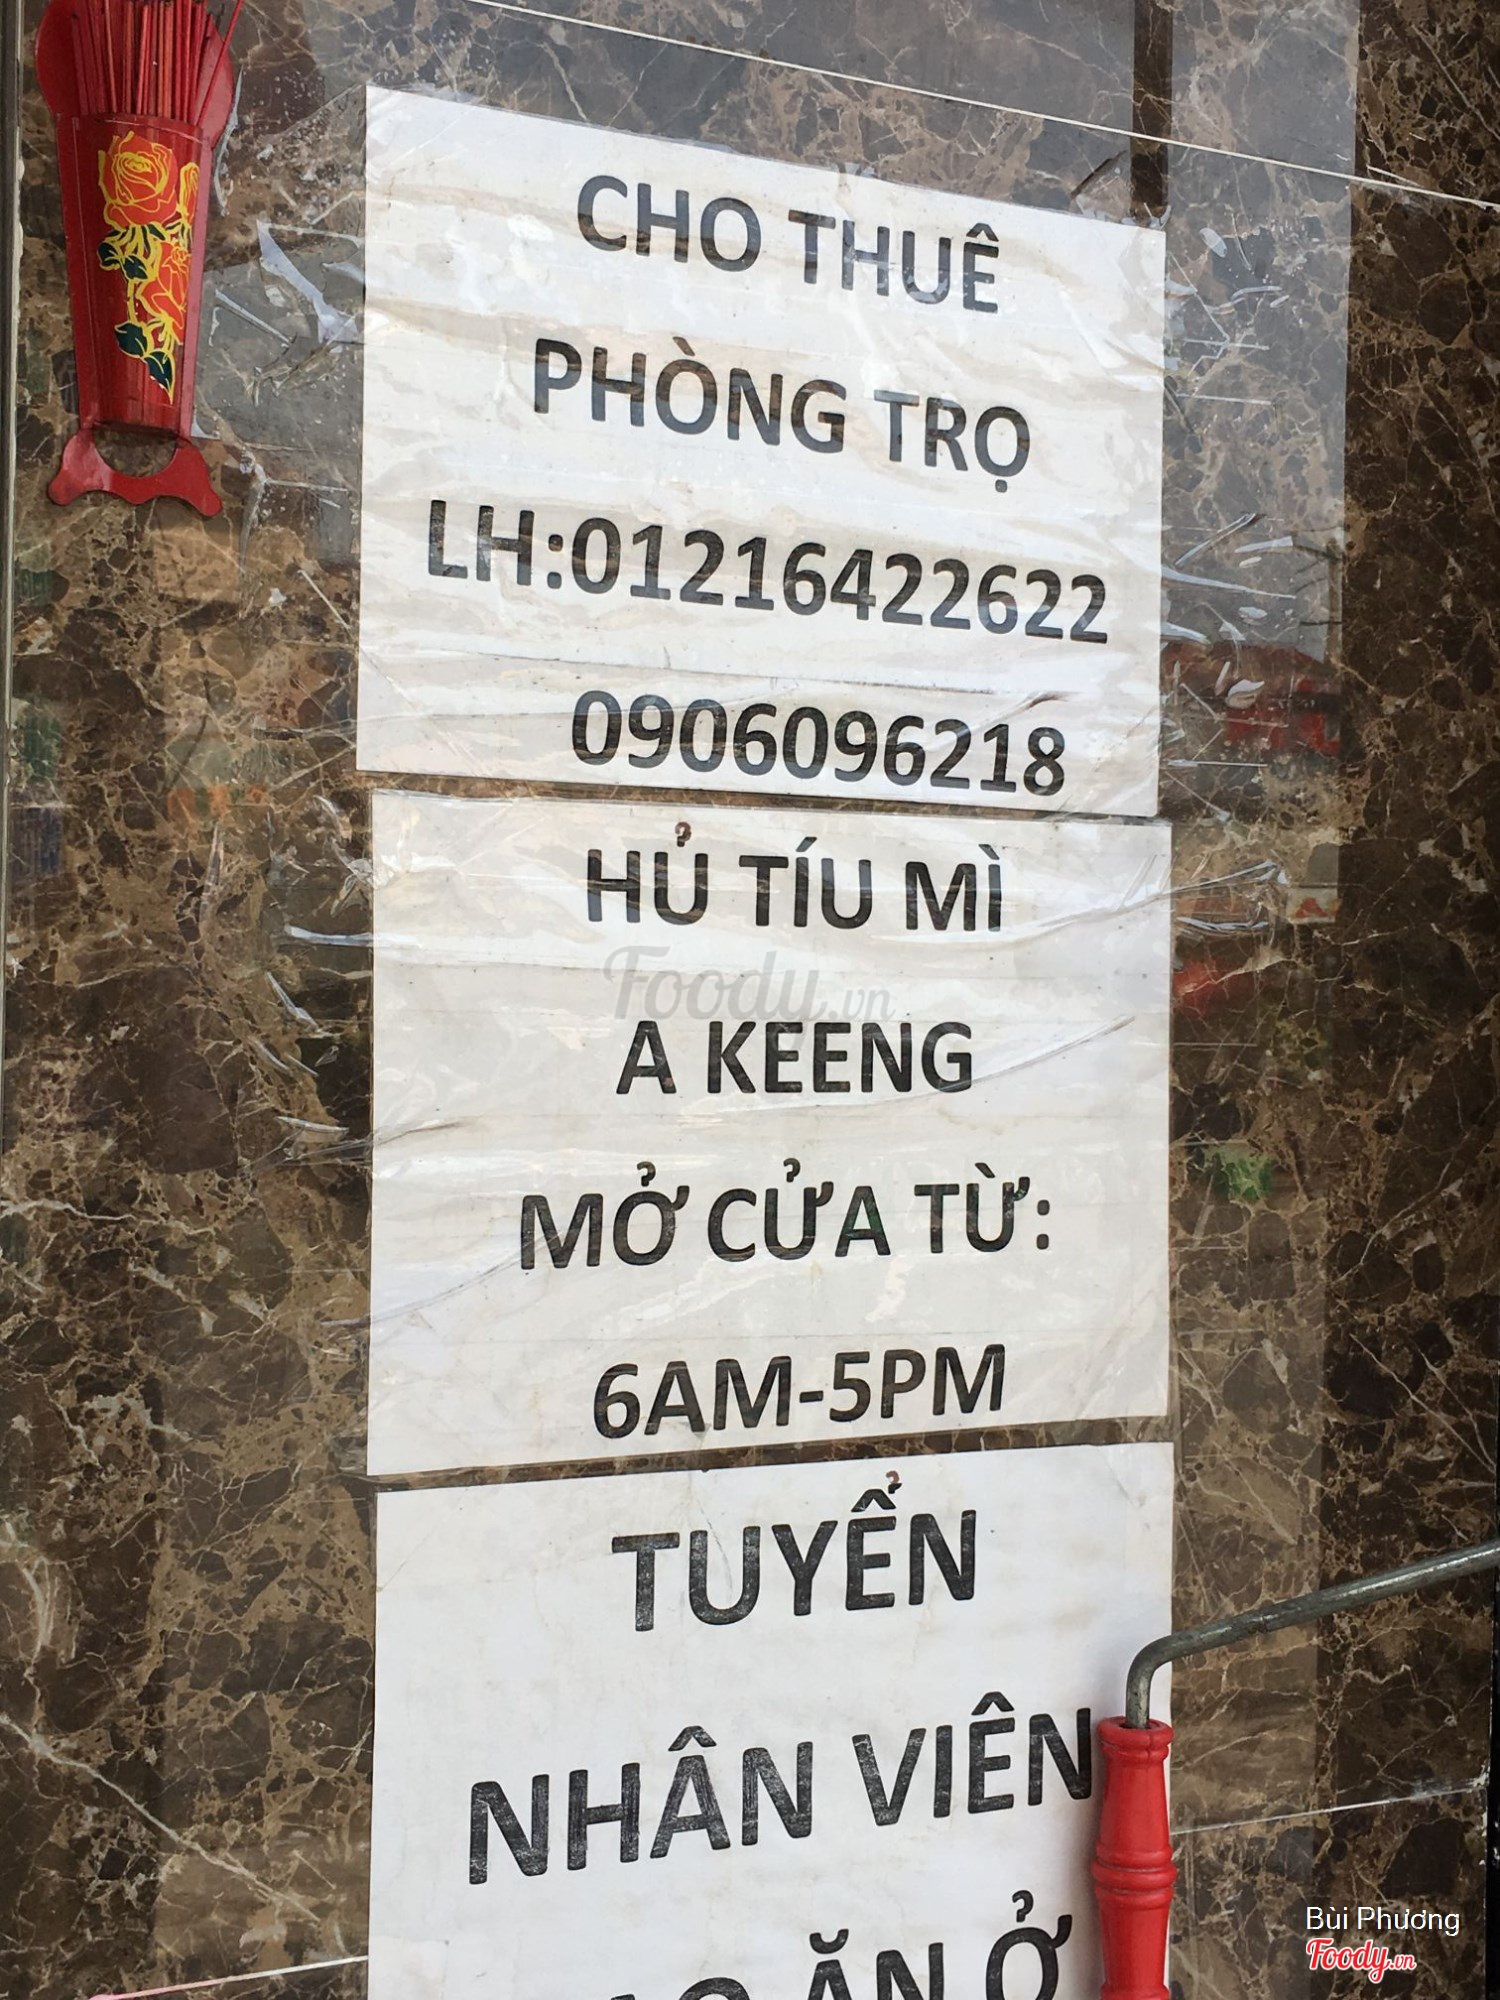 CHO THUÊ
PHÒNG TRỌ
LH:01216422622
0906096218
HỦ TÍU MÌ
Foody.vn
A KEENG
MỞ CỬA TỪ:
6AM-5PM
TUYỂN
NHÂN VIÊN
ĂN Ở
Bùi Phương
Foody.vn